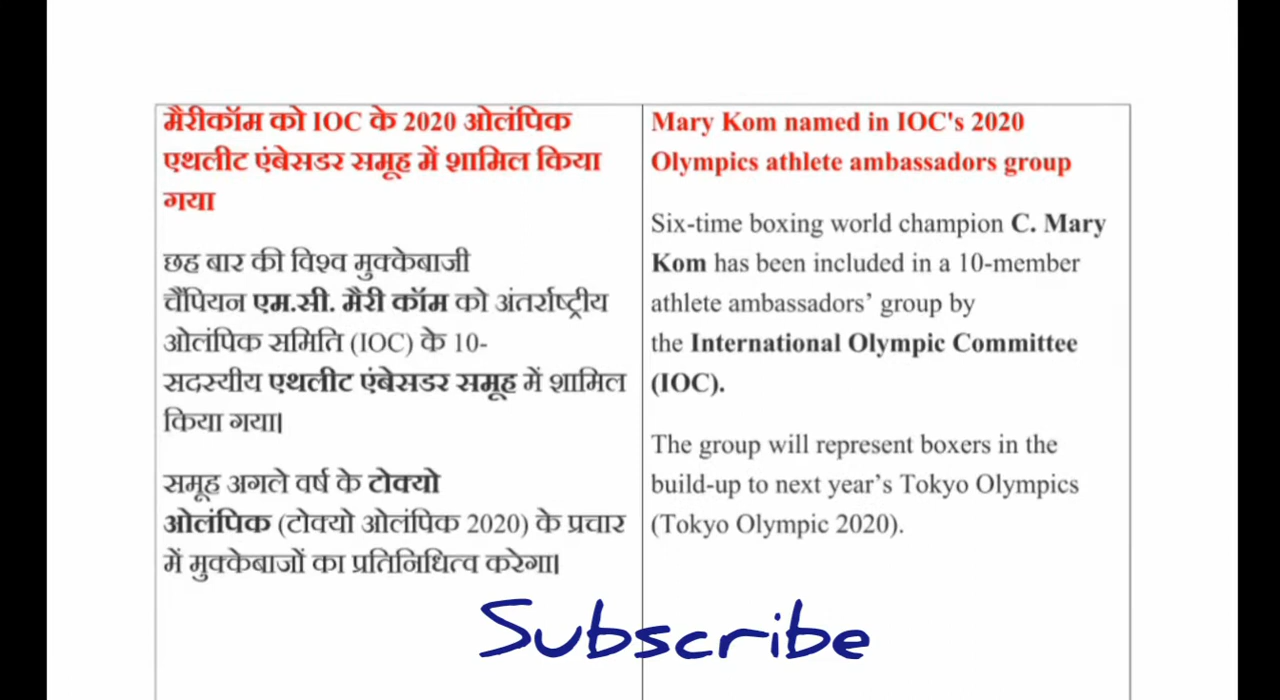 मैरीकॉम को IOC के 2020 ओलंपिक
एथलीट एंबेसडर समूह में शामिल किया
गया
छह बार की विश्व मुक्केबाजी
चैंपियन एम.सी. मैरी कॉम को अंतर्राष्ट्रीय
ओलंपिक समिति (IOC) के 10-
सदस्यीय एथलीट एंबेसडर समूह में शामिल
किया गया।
समूह अगले वर्ष के टोक्यो
ओलंपिक (टोक्यो ओलंपिक 2020) के प्रचार
में मुक्केबाजों का प्रतिनिधित्व करेगा।
Mary Kom named in IOC's 2020
Olympics athlete ambassadors group
Six-time boxing world champion C. Mary
Kom has been included in a 10-member
athlete ambassadors’ group by
the International Olympic Committee
(IOC).
The group will represent boxers in the
build-up to next year’s Tokyo Olympics
(Tokyo Olympic 2020).
Subscribe